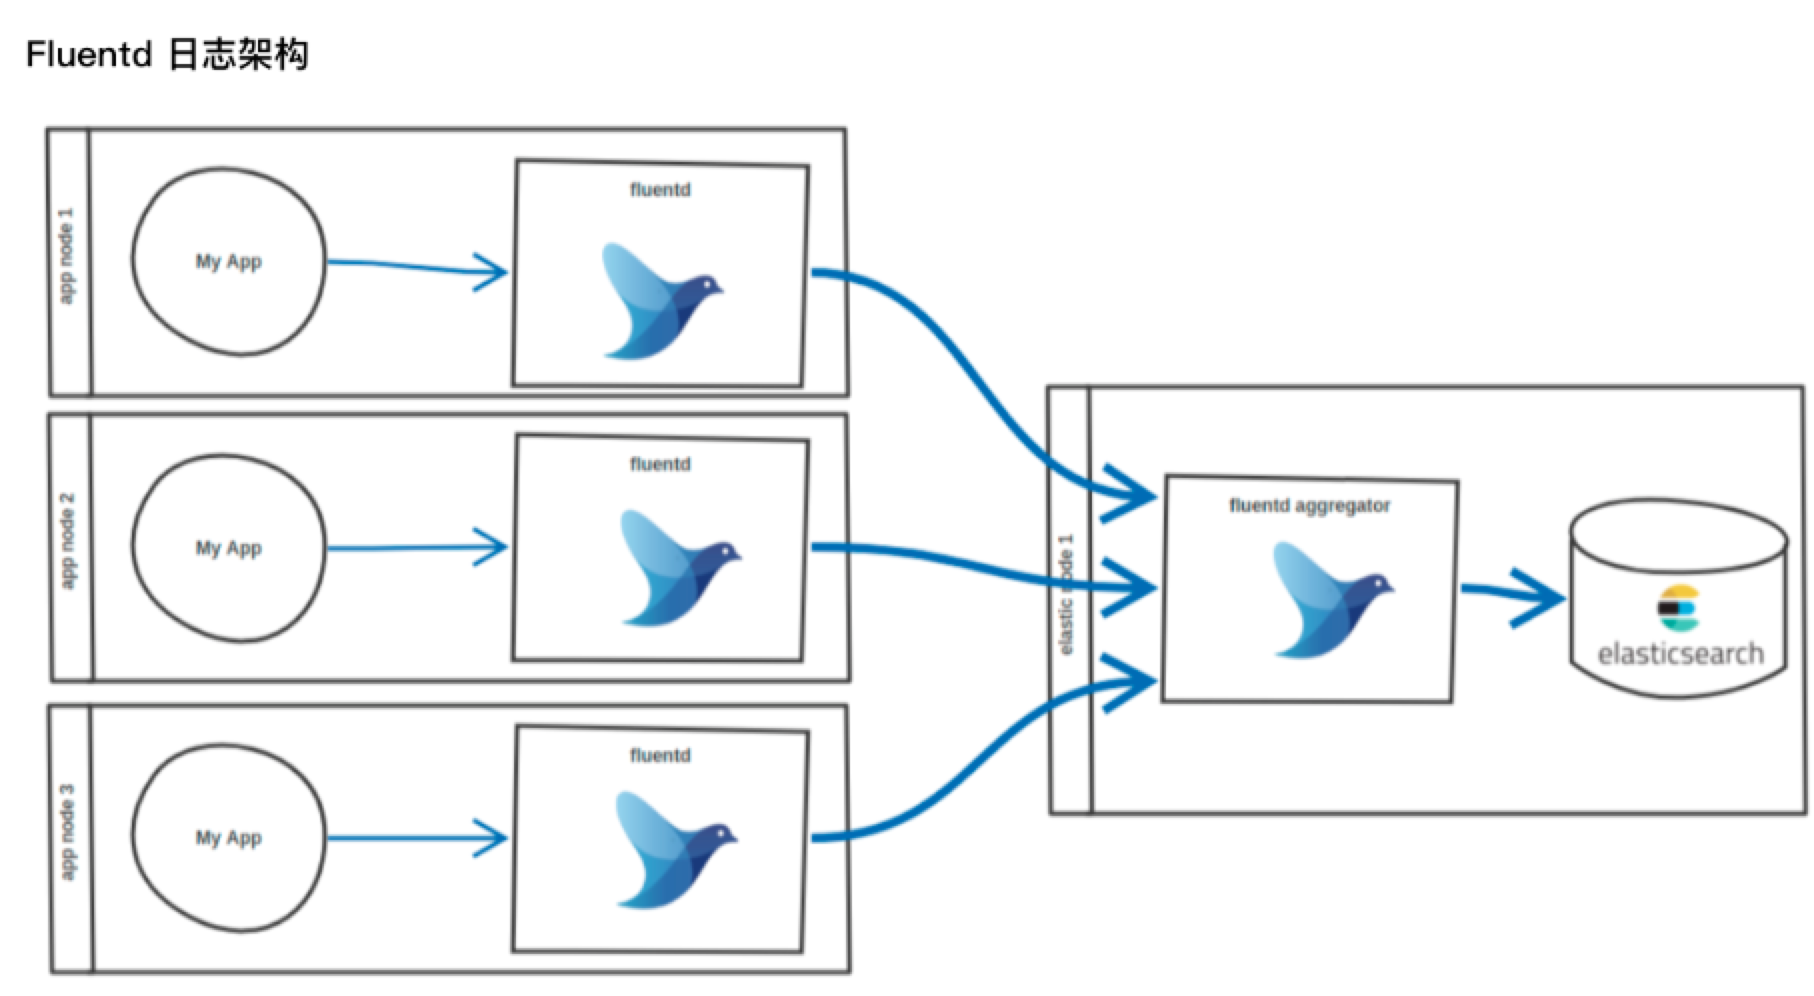 Fluentd 日志架构
app node 1
My App
fluentd
app node 2
My App
fluentd
app node 3
My App
fluentd
elastic node 1
fluentd aggregator
elasticsearch